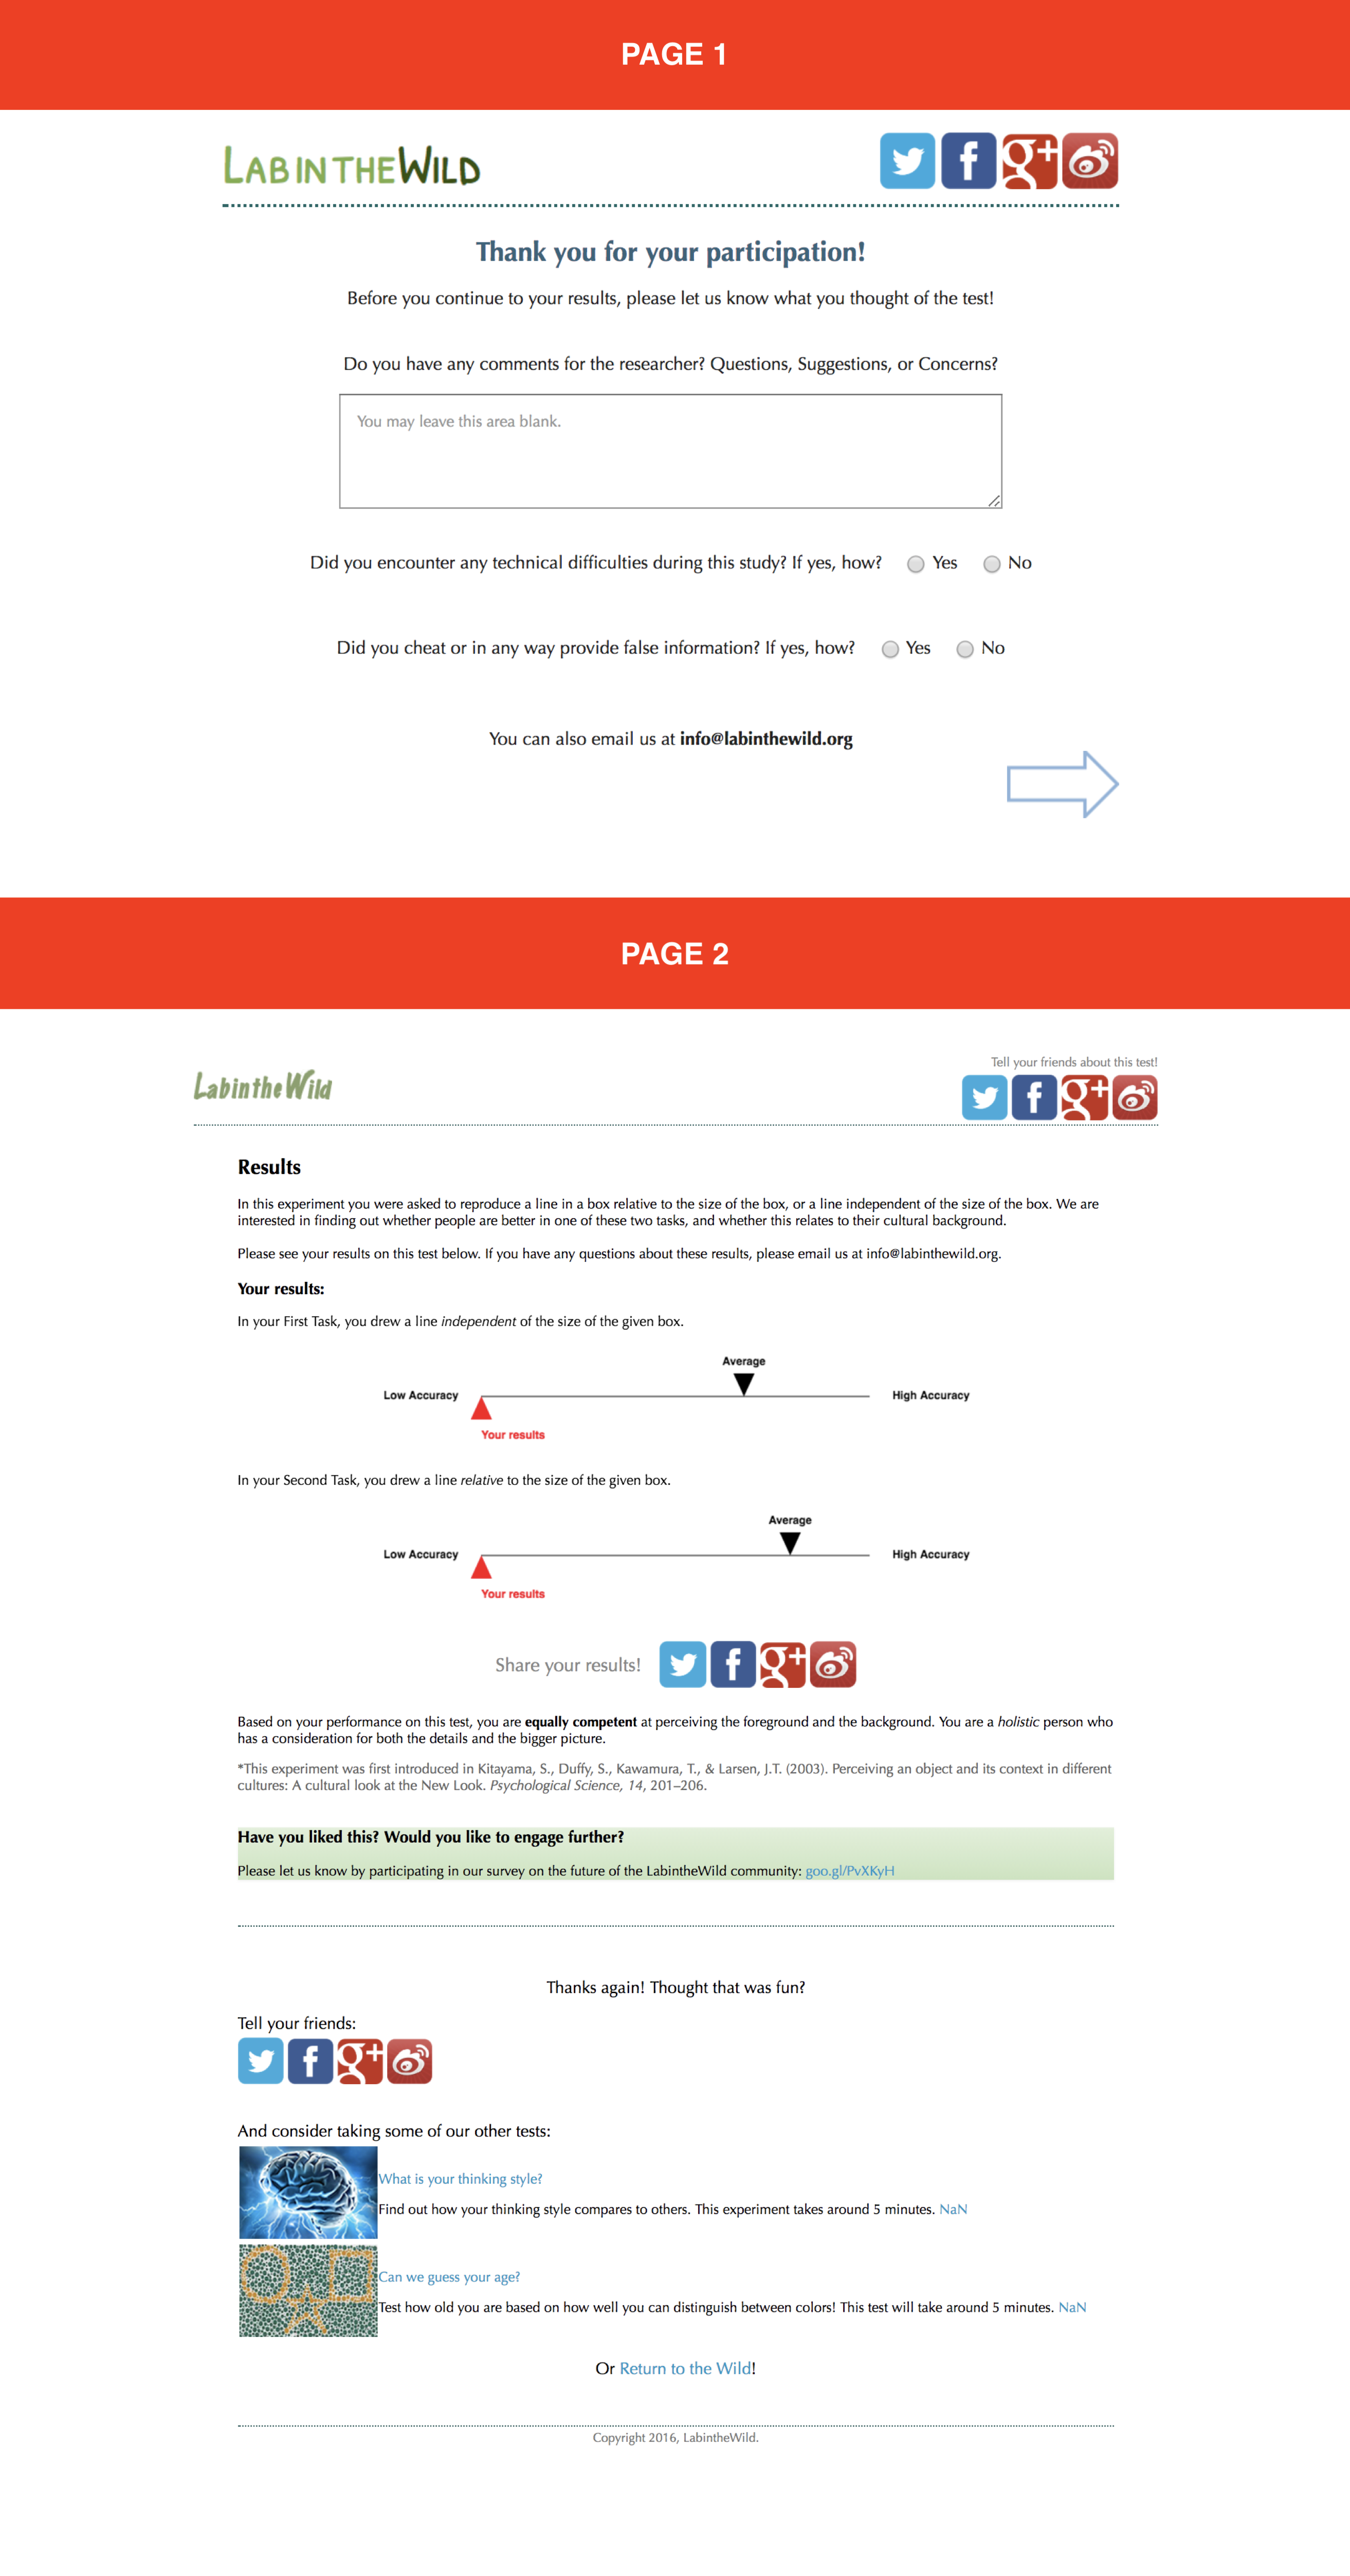 PAGE 1
LABINTHEWILD
Thank you for your participation!
Before you continue to your results, please let us know what you thought of the test!
Do you have any comments for the researcher? Questions, Suggestions, or Concerns?
You may leave this area blank.
Did you encounter any technical difficulties during this study? If yes, how? Yes No
Did you cheat or in any way provide false information? If yes, how? Yes No
You can also email us at info@labinthewild.org
PAGE 2
Tell your friends about this test!
LabintheWild
Results
In this experiment you were asked to reproduce a line in a box relative to the size of the box, or a line independent of the size of the box. We are
interested in finding out whether people are better in one of these two tasks, and whether this relates to their cultural background.
Please see your results on this test below. If you have any questions about these results, please email us at info@labinthewild.org.
Your results:
In your First Task, you drew a line independent of the size of the given box.
Average
Low Accuracy High Accuracy
Your results
In your Second Task, you drew a line relative to the size of the given box.
Average
Low Accuracy High Accuracy
Your results
Share your results!
Based on your performance on this test, you are equally competent at perceiving the foreground and the background. You are a holistic person who
has a consideration for both the details and the bigger picture.
*This experiment was first introduced in Kitayama, S., Duffy, S., Kawamura, T., & Larsen, J.T. (2003). Perceiving an object and its context in different
cultures: A cultural look at the New Look. Psychological Science, 14, 201–206.
Have you liked this? Would you like to engage further?
Please let us know by participating in our survey on the future of the LabintheWild community: goo.gl/PvXKyH
Thanks again! Thought that was fun?
Tell your friends:
And consider taking some of our other tests:
What is your thinking style?
Find out how your thinking style compares to others. This experiment takes around 5 minutes. NaN
Can we guess your age?
Test how old you are based on how well you can distinguish between colors! This test will take around 5 minutes. NaN
Or Return to the Wild!
Copyright 2016, LabintheWild.